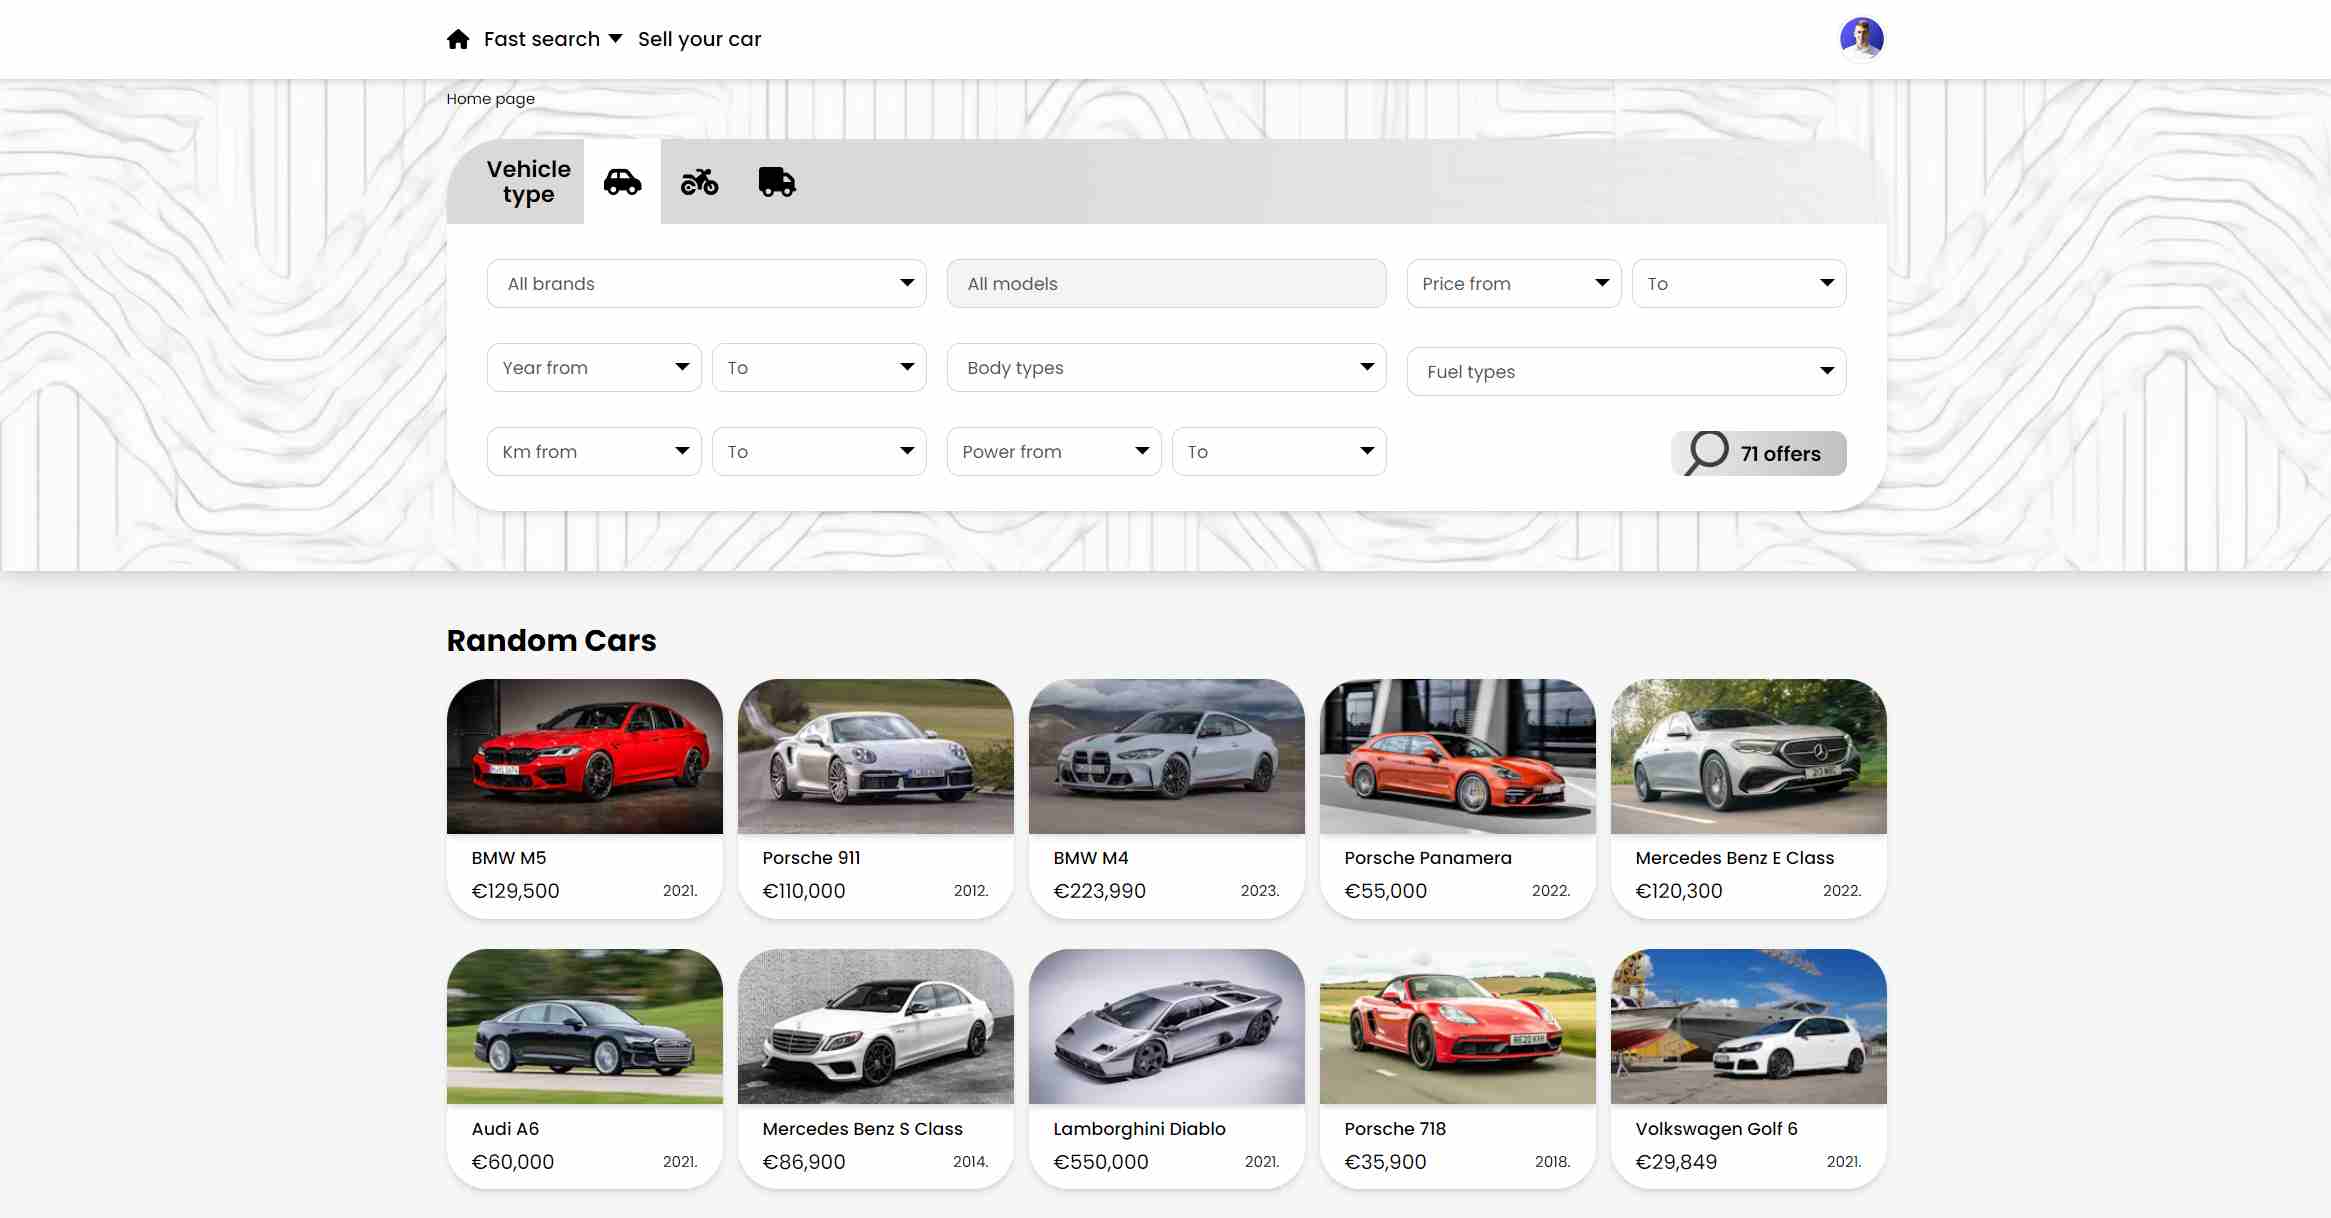 Fast search
Sell your car
Home page
Vehicle
type
All brands
All models
Price from
To
Year from
To
Body types
Fuel types
Km from
To
Power from
To
71 offers
Random Cars
BMW M5
€129,500
2021.
Porsche 911
€110,000
2012.
BMW M4
€223,990
2023.
Porsche Panamera
€55,000
2022.
Mercedes Benz E Class
€120,300
2022.
Audi A6
€60,000
2021.
Mercedes Benz S Class
€86,900
2014.
Lamborghini Diablo
€550,000
2021.
Porsche 718
€35,900
2018.
Volkswagen Golf 6
€29,849
2021.